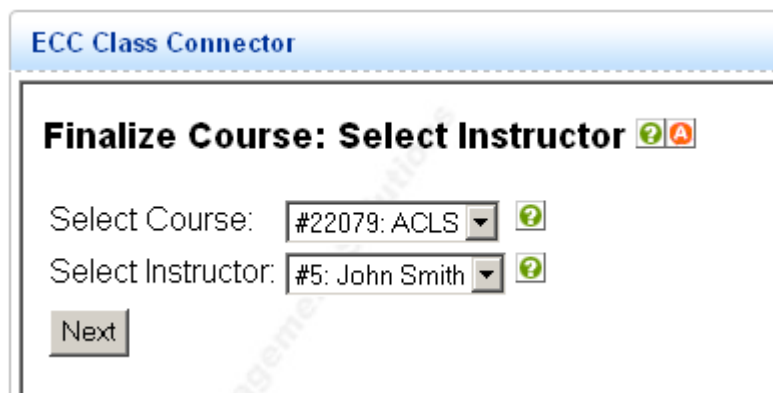 ECC Class Connector
Finalize Course: Select Instructor ? A
Select Course: #22079: ACLS ?
Select Instructor: #5: John Smith ?
Next